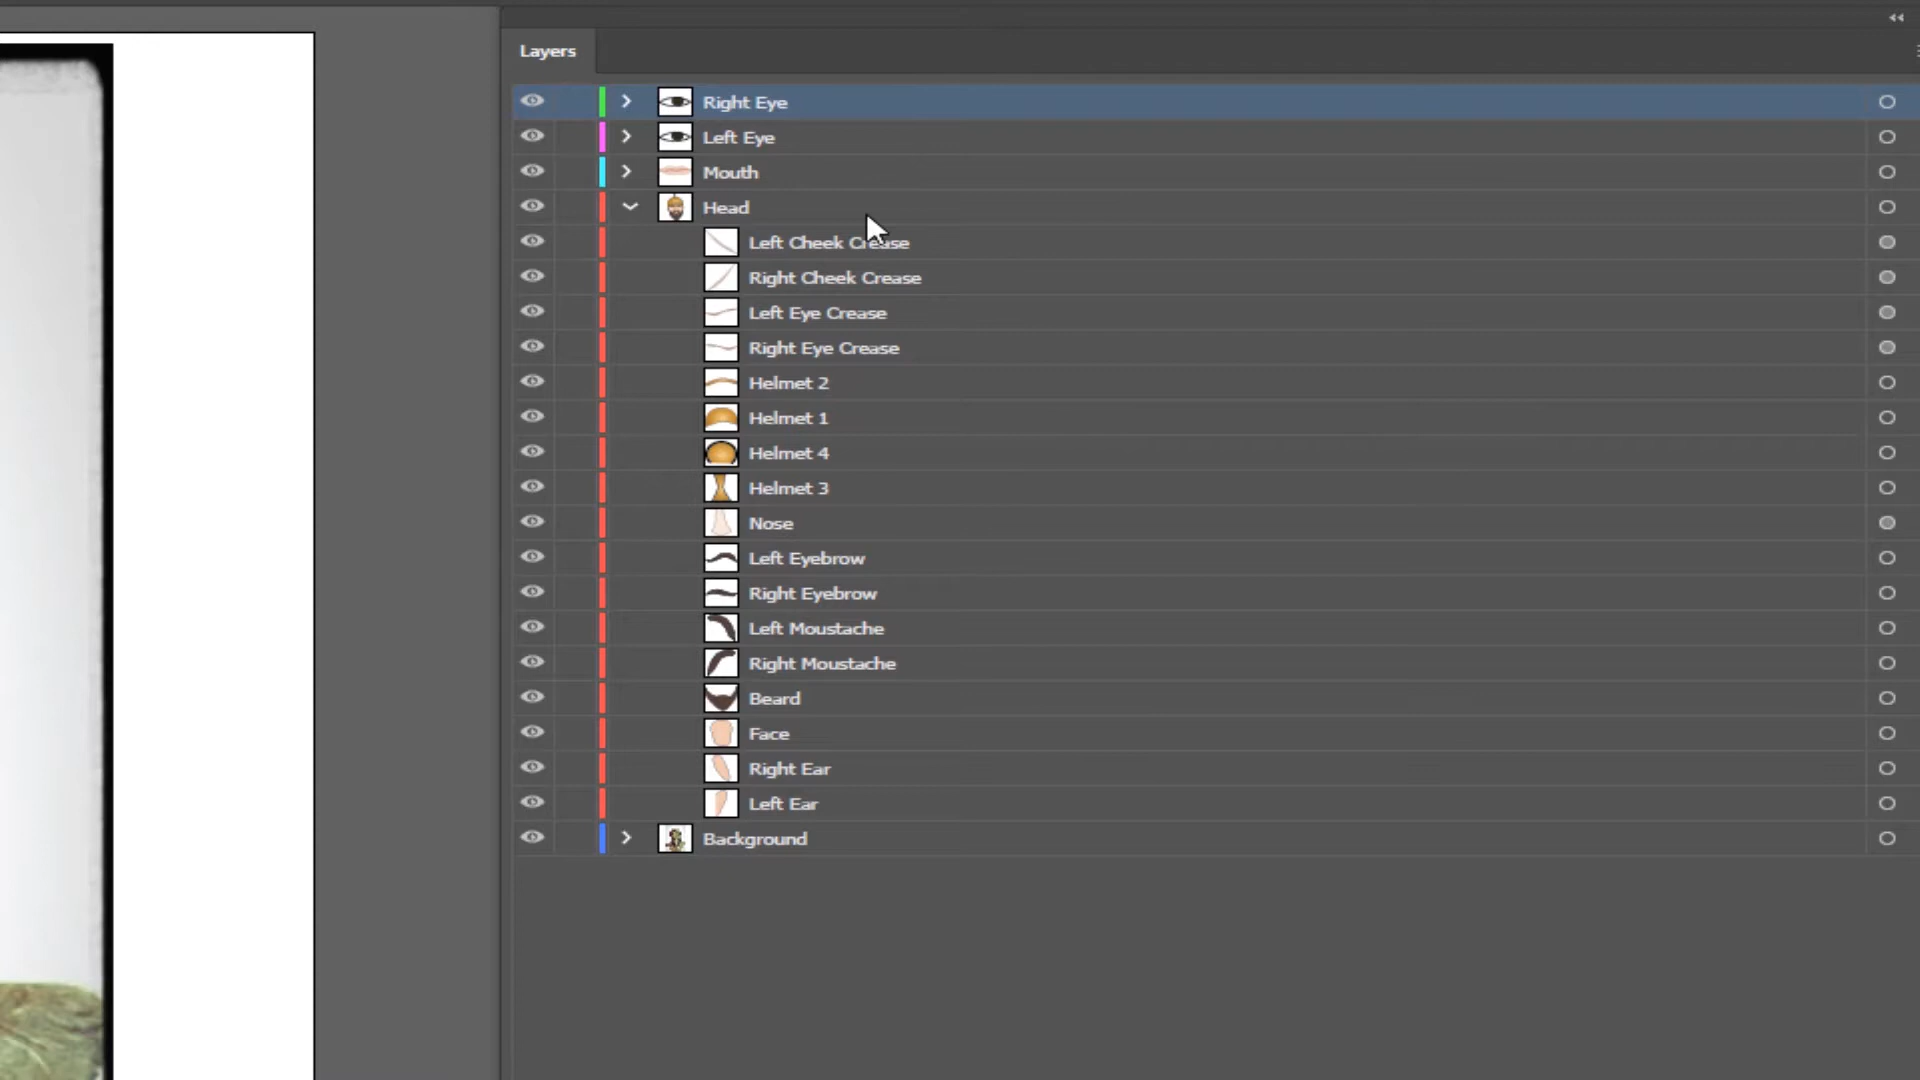 Layers
Right Eye
Left Eye
Mouth
Head
Left Cheek Crease
Right Cheek Crease
Left Eye Crease
Right Eye Crease
Helmet 2
Helmet 1
Helmet 4
Helmet 3
Nose
Left Eyebrow
Right Eyebrow
Left Moustache
Right Moustache
Beard
Face
Right Ear
Left Ear
Background